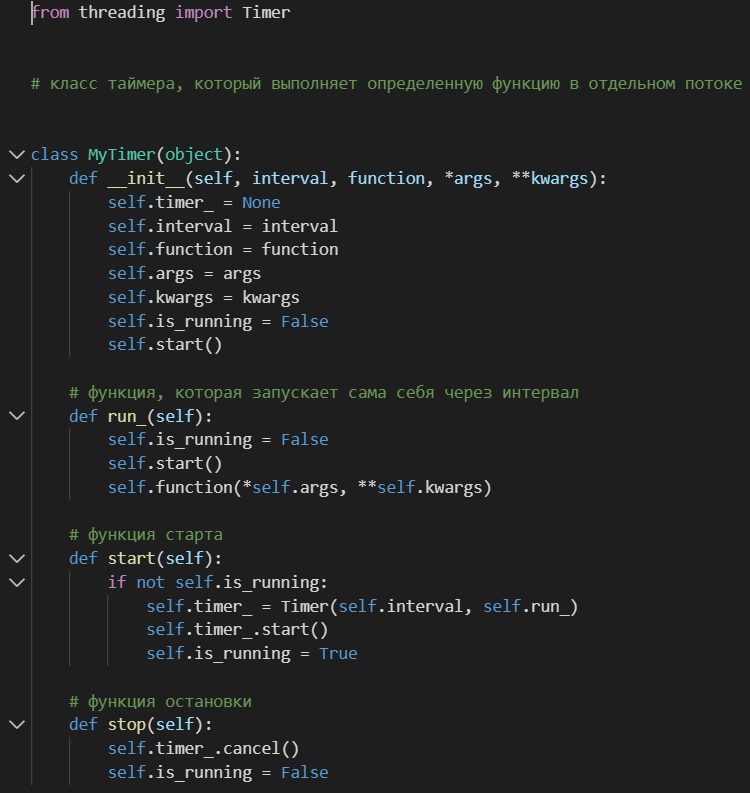 from threading import Timer
# класс таймера, который выполняет определенную функцию в отдельном потоке
class MyTimer(object):
    def __init__(self, interval, function, *args, **kwargs):
        self.timer_ = None
        self.interval = interval
        self.function = function
        self.args = args
        self.kwargs = kwargs
        self.is_running = False
        self.start()
    # функция, которая запускает сама себя через интервал
    def run_(self):
        self.is_running = False
        self.start()
        self.function(*self.args, **self.kwargs)
    # функция старта
    def start(self):
        if not self.is_running:
            self.timer_ = Timer(self.interval, self.run_)
            self.timer_.start()
            self.is_running = True
    # функция остановки
    def stop(self):
        self.timer_.cancel()
        self.is_running = False